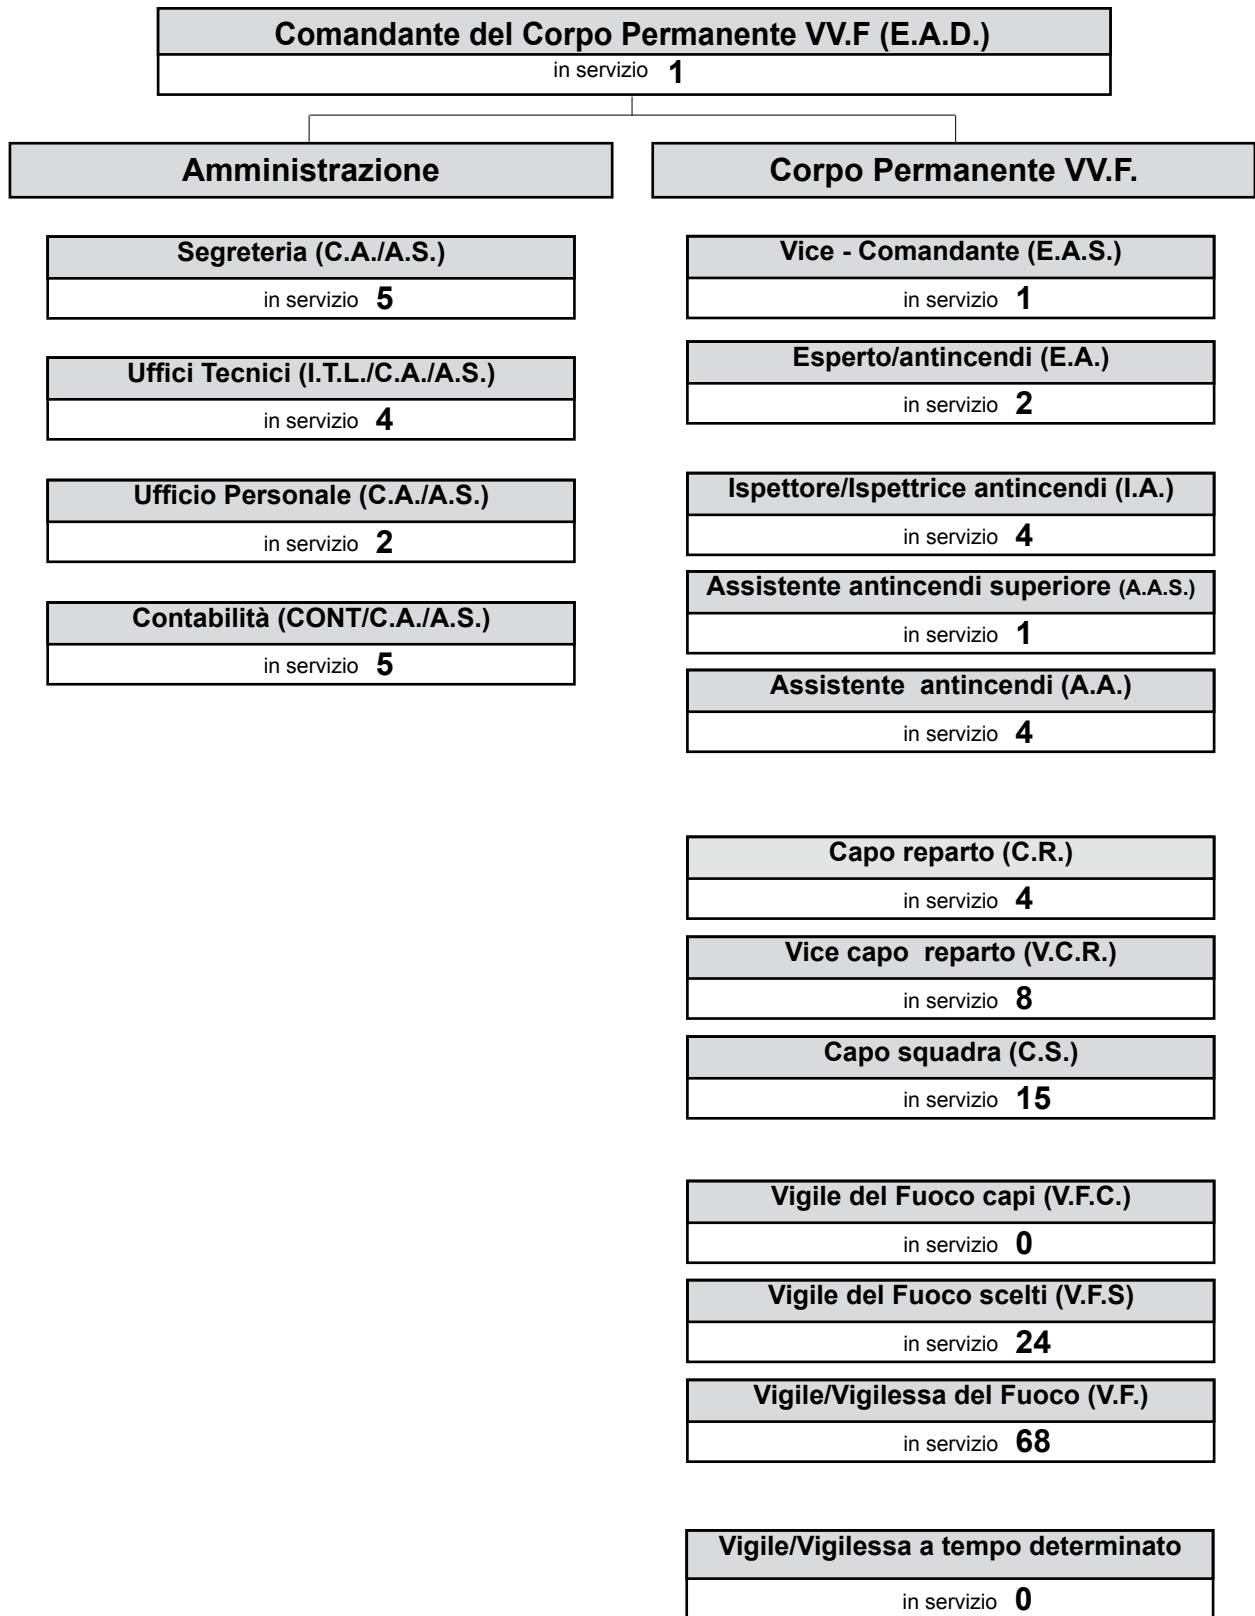 Comandante del Corpo Permanente VV.F (E.A.D.)
in servizio 1
Amministrazione
Segreteria (C.A./A.S.)
in servizio 5
Uffici Tecnici (I.T.L./C.A./A.S.)
in servizio 4
Ufficio Personale (C.A./A.S.)
in servizio 2
Contabilità (CONT/C.A./A.S.)
in servizio 5
Corpo Permanente VV.F.
Vice - Comandante (E.A.S.)
in servizio 1
Esperto/antincendi (E.A.)
in servizio 2
Ispettore/Ispettrice antincendi (I.A.)
in servizio 4
Assistente antincendi superiore (A.A.S.)
in servizio 1
Assistente antincendi (A.A.)
in servizio 4
Capo reparto (C.R.)
in servizio 4
Vice capo reparto (V.C.R.)
in servizio 8
Capo squadra (C.S.)
in servizio 15
Vigile del Fuoco capi (V.F.C.)
in servizio 0
Vigile del Fuoco scelti (V.F.S)
in servizio 24
Vigile/Vigilessa del Fuoco (V.F.)
in servizio 68
Vigile/Vigilessa a tempo determinato
in servizio 0